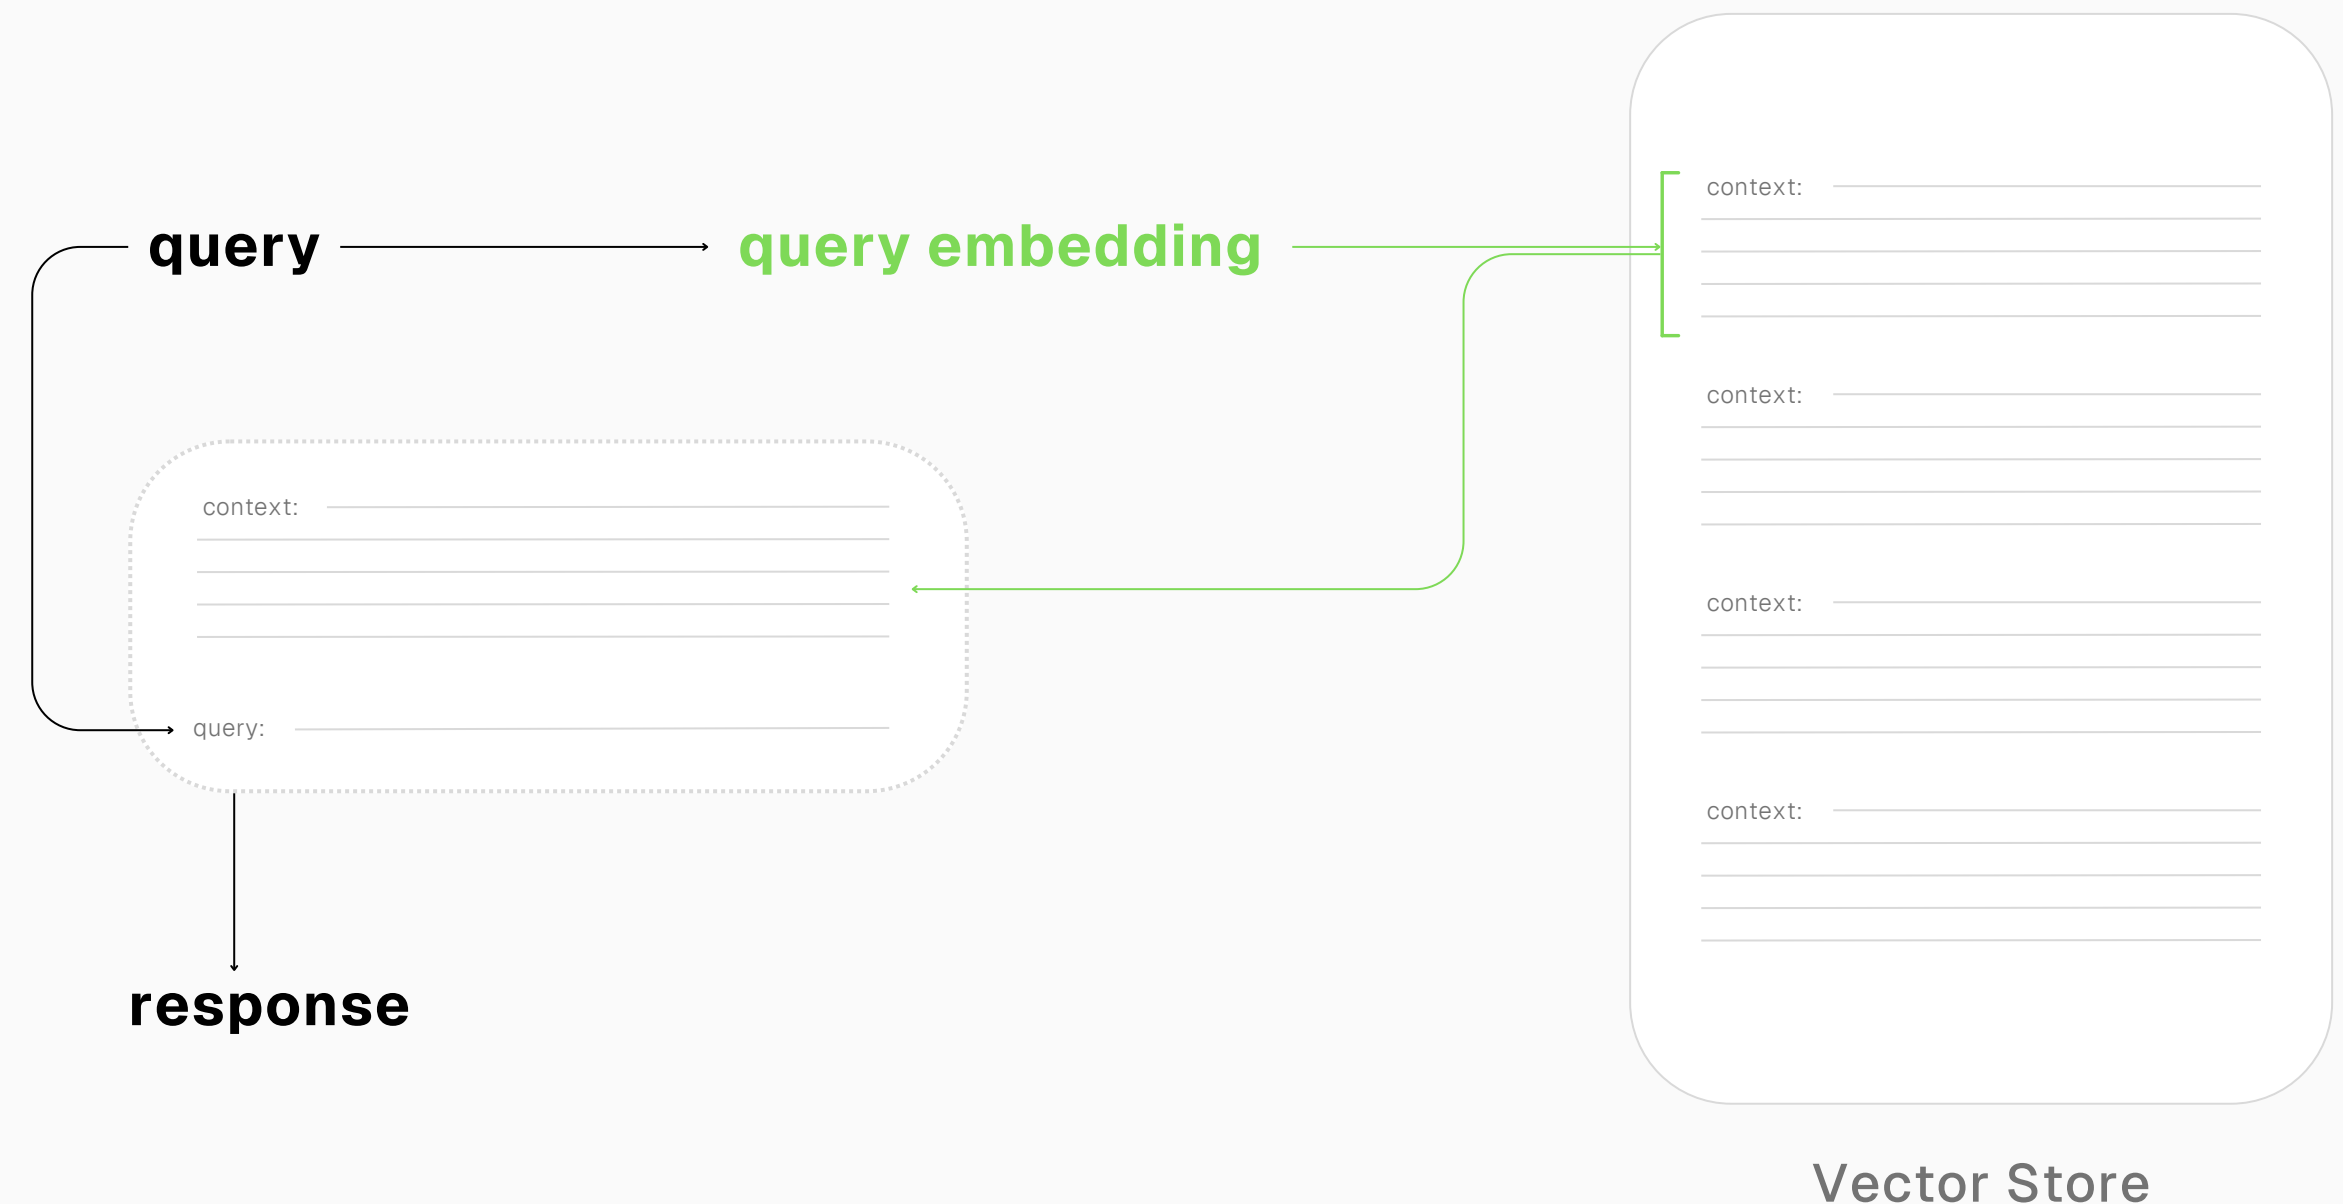 query
query embedding
context:
query:
response
context:
context:
context:
context:
Vector Store